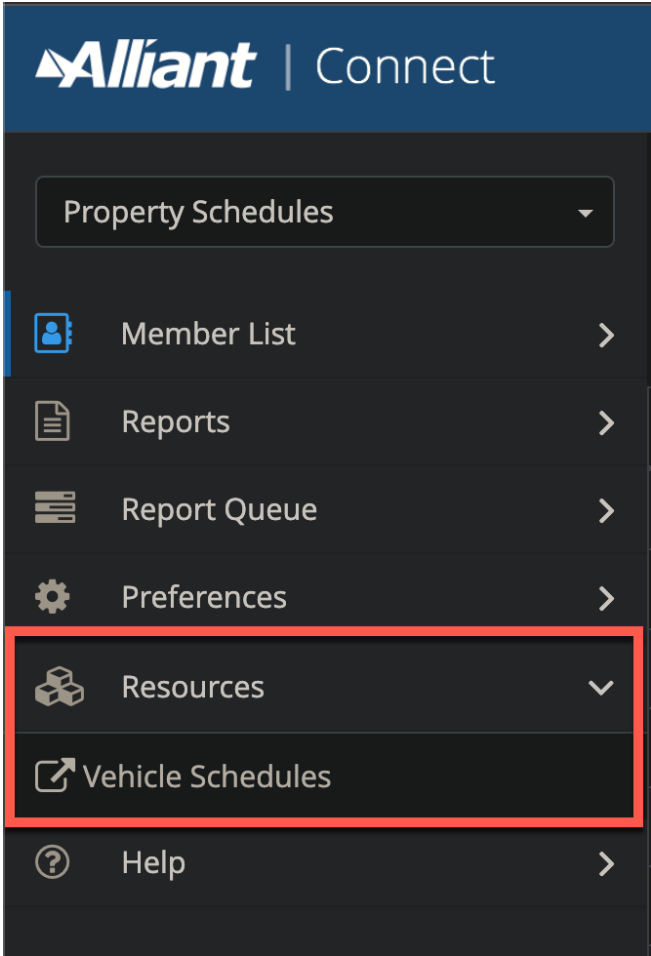 Alliant | Connect
Property Schedules
Member List
Reports
Report Queue
Preferences
Resources
Vehicle Schedules
Help